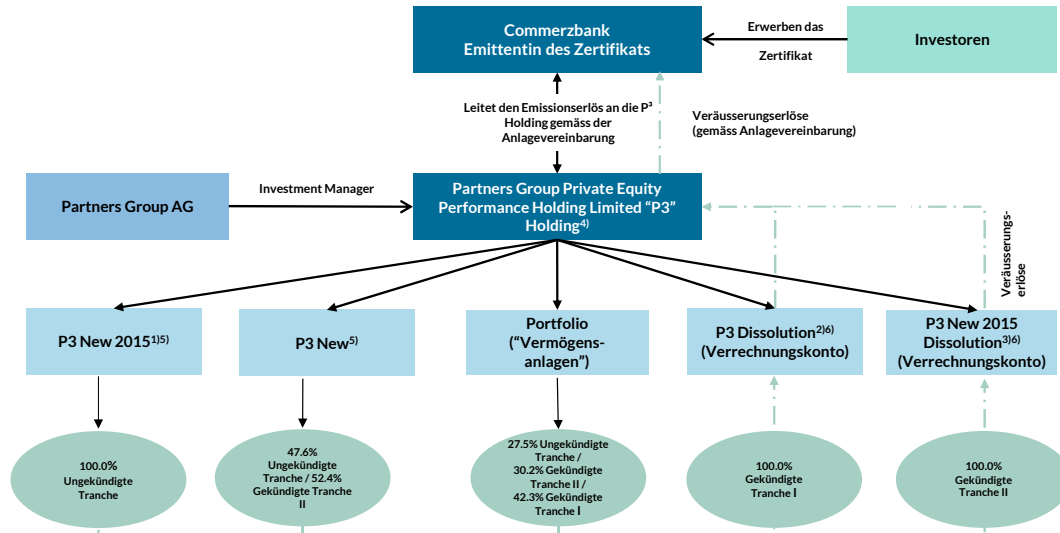 Commerzbank
Emittentin des Zertifikats
Erwerben das
Zertifikat
Investoren
Leitet den Emissionserlös an die P³
Holding gemäss der
Anlagevereinbarung
Veräusserungserlöse
(gemäss Anlagevereinbarung)
Partners Group AG
Investment Manager
Partners Group Private Equity
Performance Holding Limited “P3”
Holding4)
Veräusserungs-
erlöse
P3 New 20151)5)
P3 New5)
Portfolio
(“Vermögens-
anlagen”)
P3 Dissolution2)6)
(Verrechnungskonto)
P3 New 2015
Dissolution3)6)
(Verrechnungskonto)
100.0%
Ungekündigte
Tranche
47.6%
Ungekündigte
Tranche / 52.4%
Gekündigte Tranche
II
27.5% Ungekündigte
Tranche /
30.2% Gekündigte
Tranche II /
42.3% Gekündigte
Tranche I
100.0%
Gekündigte
Tranche I
100.0%
Gekündigte
Tranche II